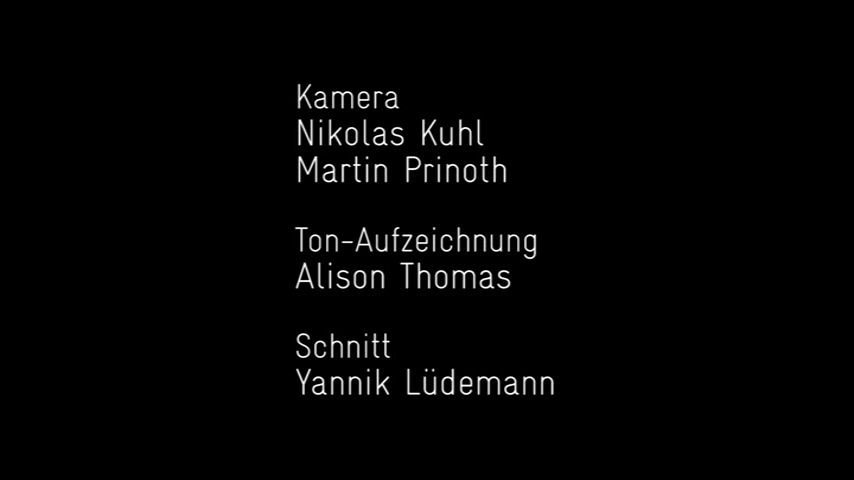 Kamera
Nikolas Kuhl
Martin Prinoth
Ton-Aufzeichnung
Alison Thomas
Schnitt
Yannik Lüdemann